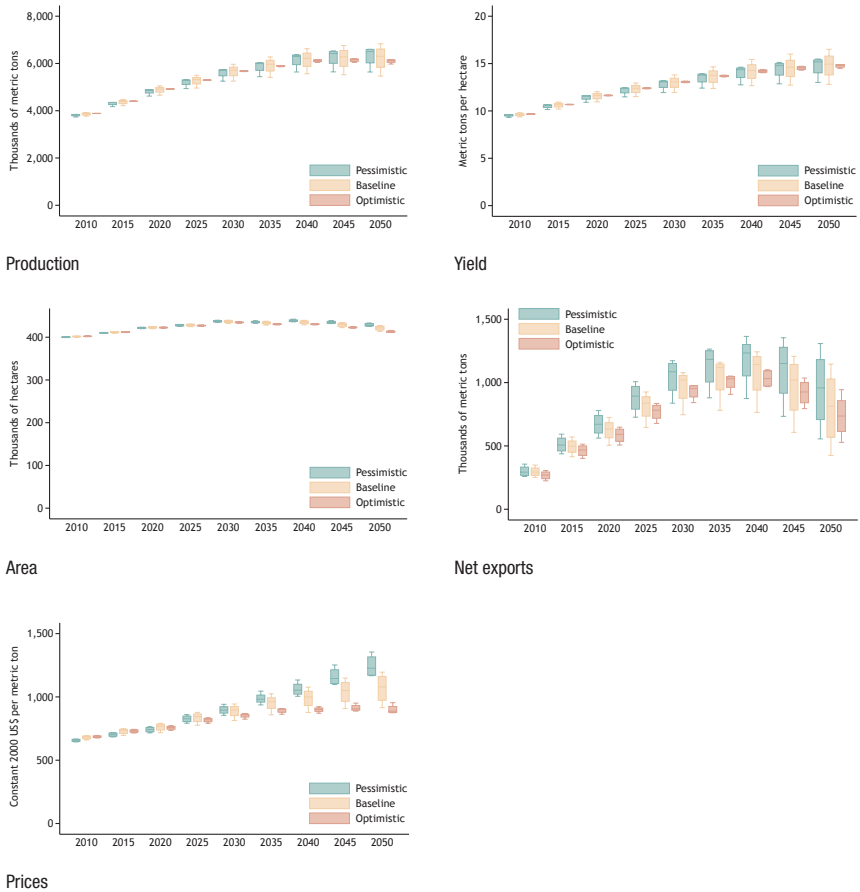 8,000
6,000
4,000
2,000
0
Thousands of metric tons
Pessimistic
Baseline
Optimistic
2010 2015 2020 2025 2030 2035 2040 2045 2050
Production
20
15
10
5
0
Metric tons per hectare
Pessimistic
Baseline
Optimistic
2010 2015 2020 2025 2030 2035 2040 2045 2050
Yield
400
300
200
100
0
Thousands of hectares
Pessimistic
Baseline
Optimistic
2010 2015 2020 2025 2030 2035 2040 2045 2050
Area
1,500
1,000
500
0
Thousands of metric tons
Pessimistic
Baseline
Optimistic
2010 2015 2020 2025 2030 2035 2040 2045 2050
Net exports
1,500
1,000
500
0
Constant 2000 US$ per metric ton
Pessimistic
Baseline
Optimistic
2010 2015 2020 2025 2030 2035 2040 2045 2050
Prices